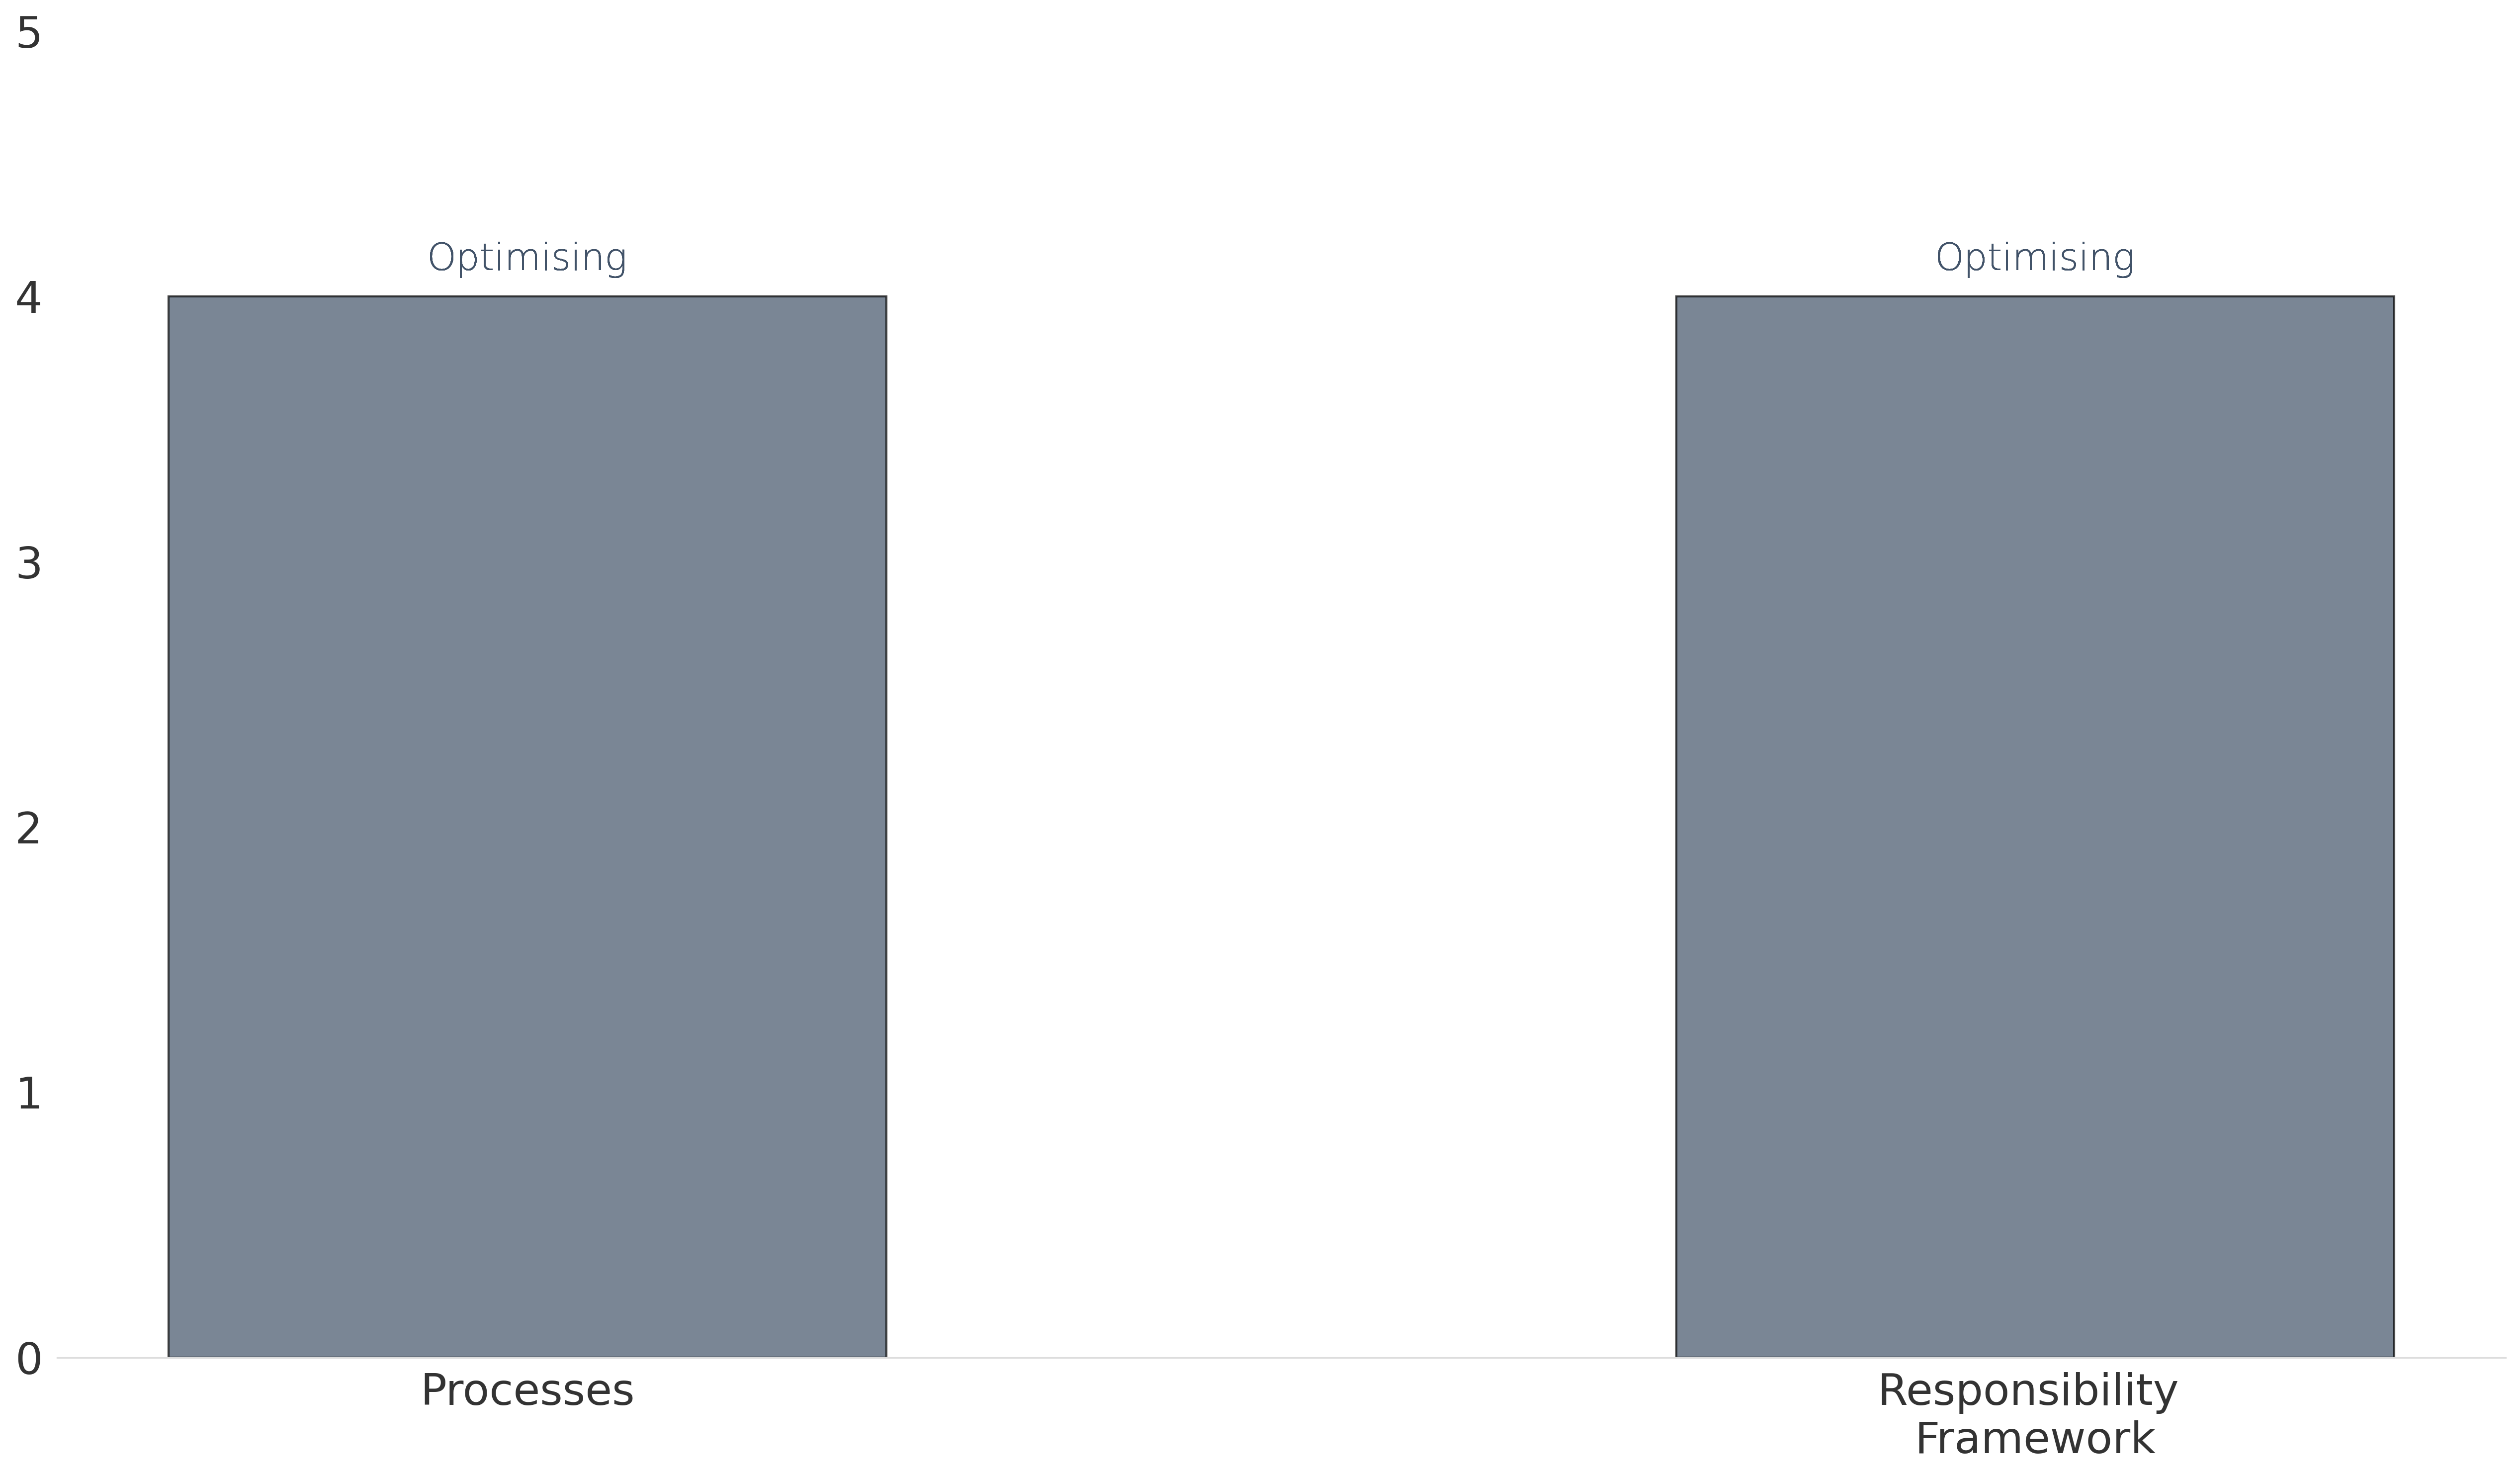 5
Optimising
Optimising
4
3
2
1
0
Processes
Responsibility
Framework